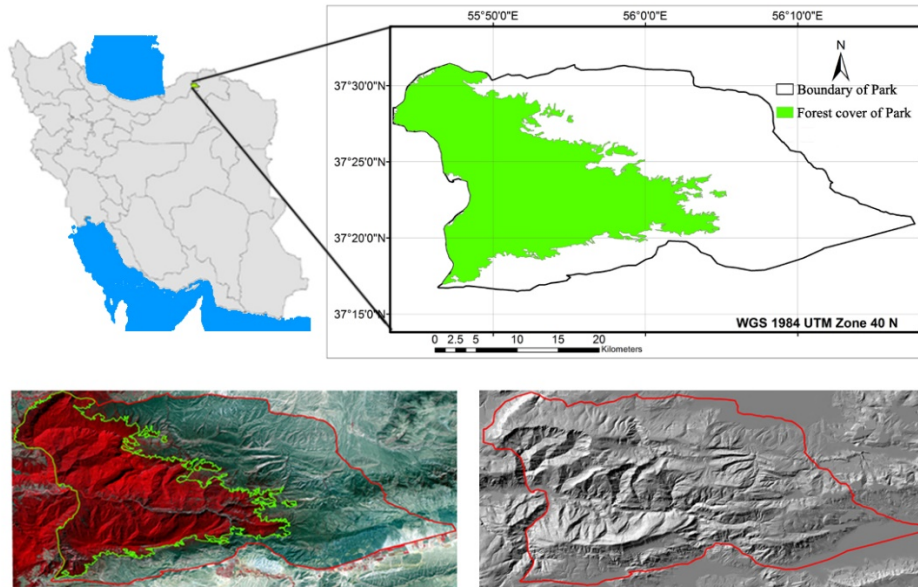 55°50'0"E
56°0'0"E
56°10'0"E
N
37°30'0"N
Boundary of Park
Forest cover of Park
37°25'0"N
37°20'0"N
37°15'0"N
WGS 1984 UTM Zone 40 N
0 2.5 5 10 15 20
Kilometers